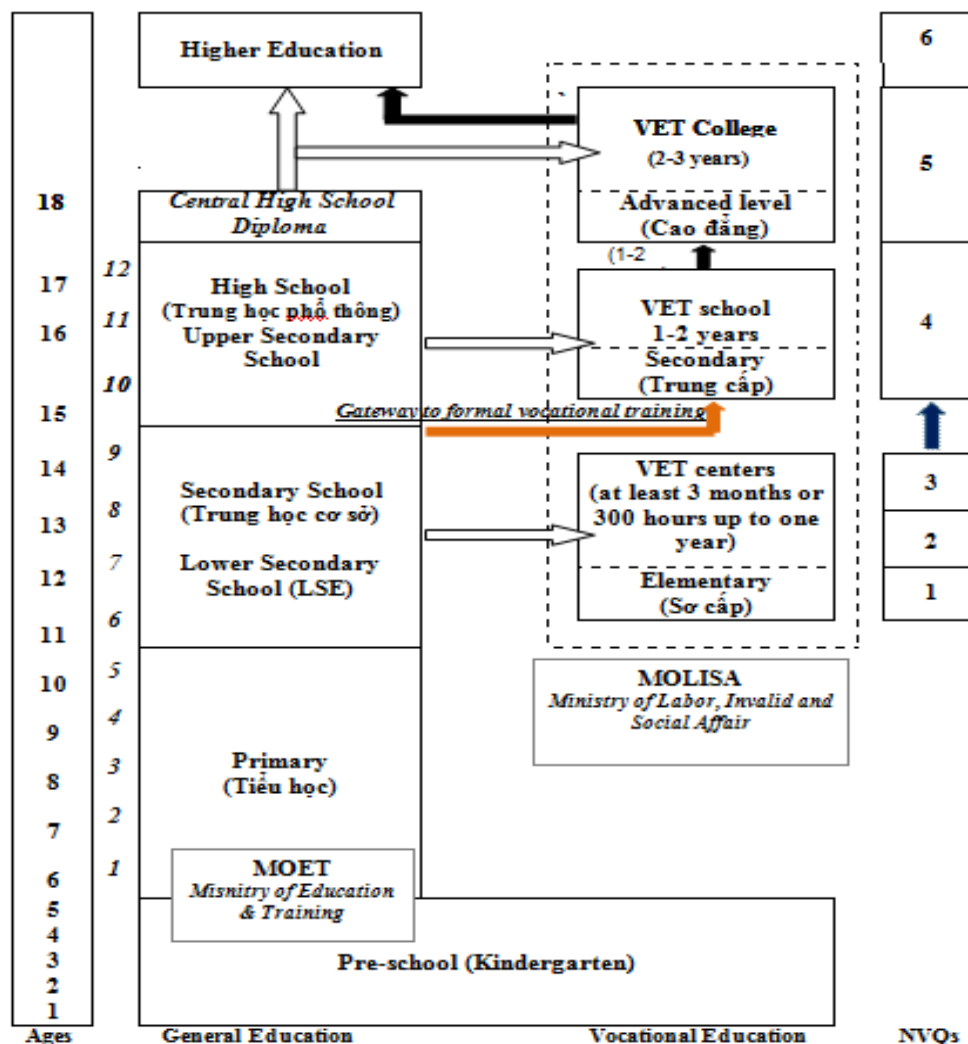 Higher Education
6
VET College
(2-3 years)
5
18
Central High School
Diploma
Advanced level
(Cao đẳng)
(1-2
12
17
High School
(Trung học phổ thông)
VET school
1-2 years
4
11
16
Upper Secondary
School
Secondary
(Trung cấp)
10
15
Gateway to formal vocational training
9
14
Secondary School
(Trung học cơ sở)
VET centers
(at least 3 months or
300 hours up to one
year)
3
8
13
2
7
12
Lower Secondary
School (LSE)
Elementary
(Sơ cấp)
1
6
11
5
10
MOLISA
Ministry of Labor, Invalid and
Social Affair
4
9
3
8
Primary
(Tiểu học)
2
7
1
6
MOET
Misnitry of Education
& Training
5
4
3
2
1
Pre-school (Kindergarten)
Ages
General Education
Vocational Education
NVQs